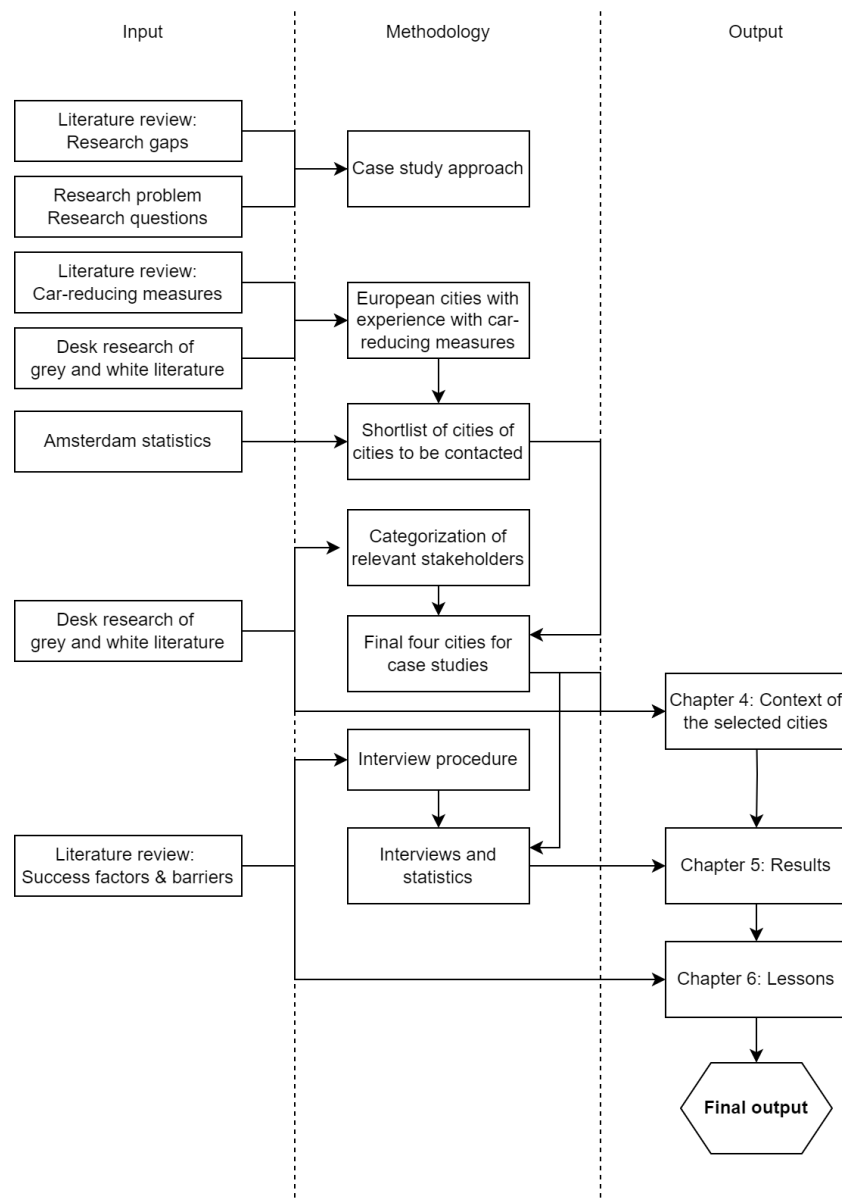 Input
Methodology
Output
Literature review:
Research gaps
Case study approach
Research problem
Research questions
Literature review:
Car-reducing measures
European cities with
experience with car-
reducing measures
Desk research of
grey and white literature
Amsterdam statistics
Shortlist of cities of
cities to be contacted
Categorization of
relevant stakeholders
Desk research of
grey and white literature
Final four cities for
case studies
Chapter 4: Context of
the selected cities
Interview procedure
Literature review:
Success factors & barriers
Interviews and
statistics
Chapter 5: Results
Chapter 6: Lessons
Final output